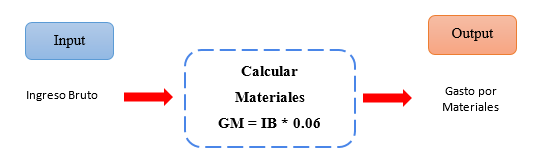 Input
Output
Ingreso Bruto
Calcular
Materiales
GM = IB * 0.06
Gasto por
Materiales